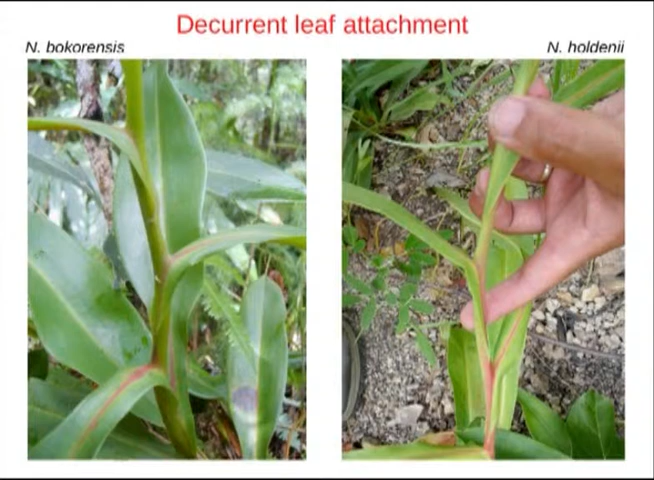 Decurrent leaf attachment
N. bokorensis
N. holdenii